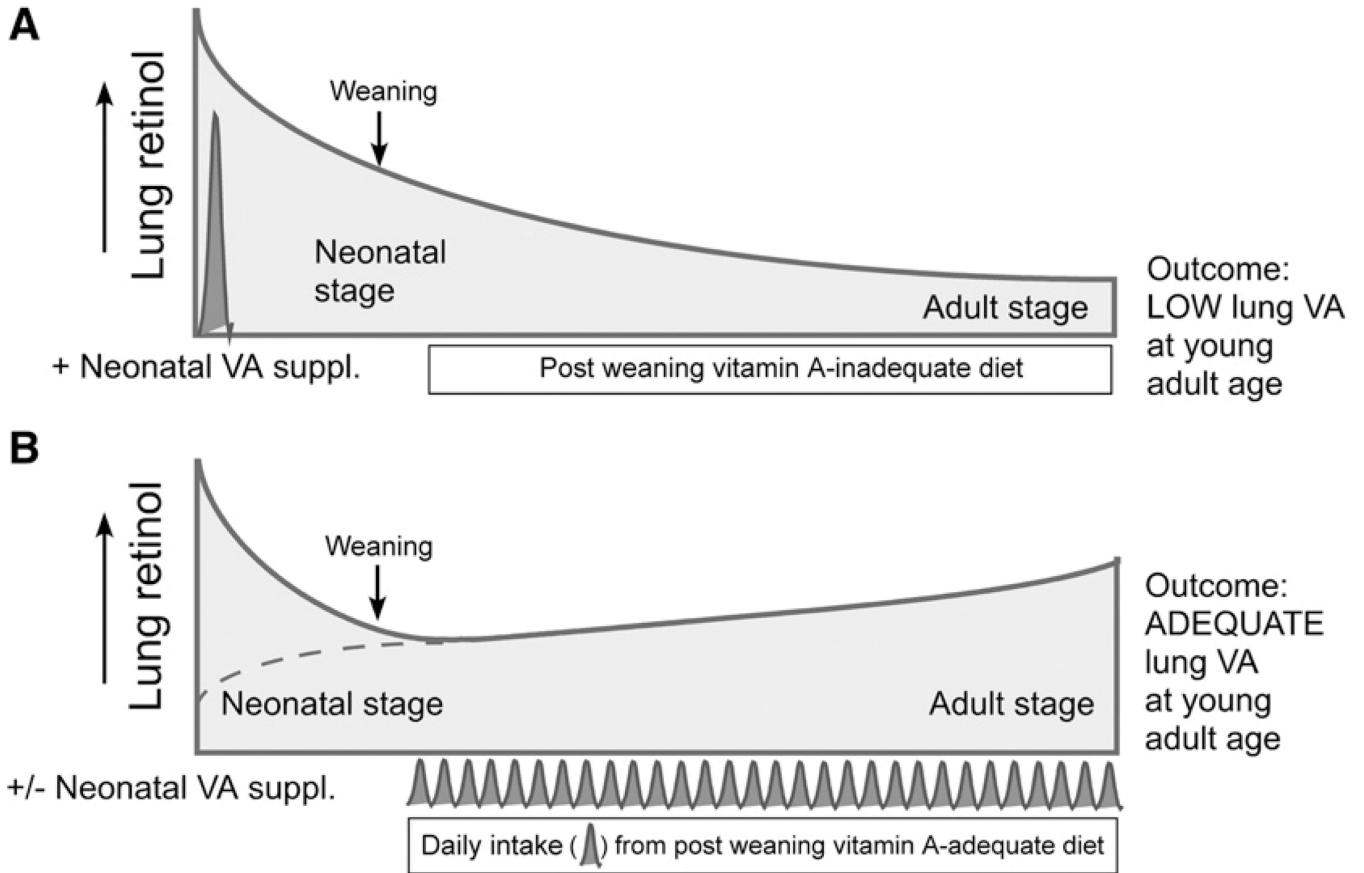 A
Lung retinol
Weaning
Neonatal
stage
Adult stage
Outcome:
LOW lung VA
at young
adult age
+ Neonatal VA suppl.
Post weaning vitamin A-inadequate diet
B
Lung retinol
Weaning
Neonatal stage
Adult stage
Outcome:
ADEQUATE
lung VA
at young
adult age
+/- Neonatal VA suppl.
Daily intake ( ) from post weaning vitamin A-adequate diet